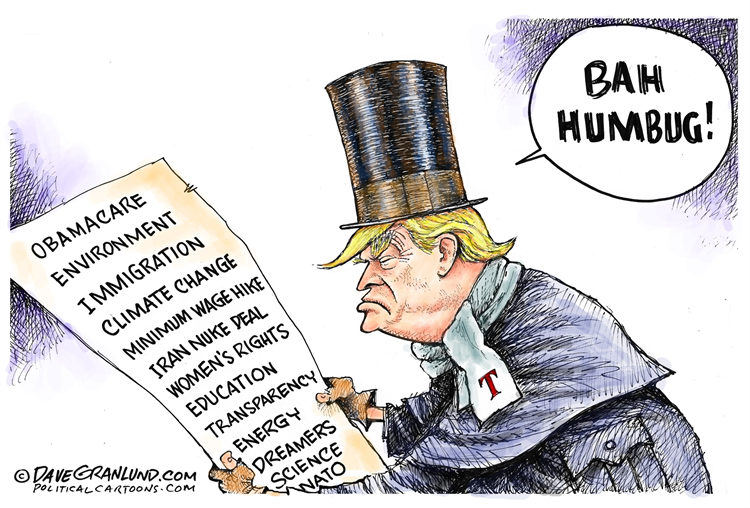 BAH
HUMBUG!
OBAMACARE
ENVIRONMENT
IMMIGRATION
CLIMATE CHANGE
MINIMUM WAGE HIKE
IRAN NUKE DEAL
WOMEN'S RIGHTS
EDUCATION
TRANSPARENCY
ENERGY
DREAMERS
SCIENCE
NATO
T
© DAVEGRANLUND.COM
POLITICALCARTOONS.COM